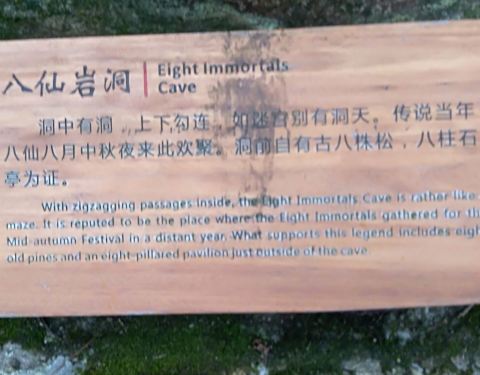 八仙岩洞
Eight Immortals
Cave
洞中有洞，上下勾连，如迷宫别有洞天。传说当年
八仙八月中秋夜来此欢聚。洞前自有古八株松，八柱石
亭为证。
With zigzagging passages inside, the Eight Immortals Cave is rather like
maze. It is reputed to be the place where the Eight Immortals gathered for
Mid-autumn Festival in a distant year. What supports this legend includes
old pines and an eight-pillared pavilion just outside of the cave.